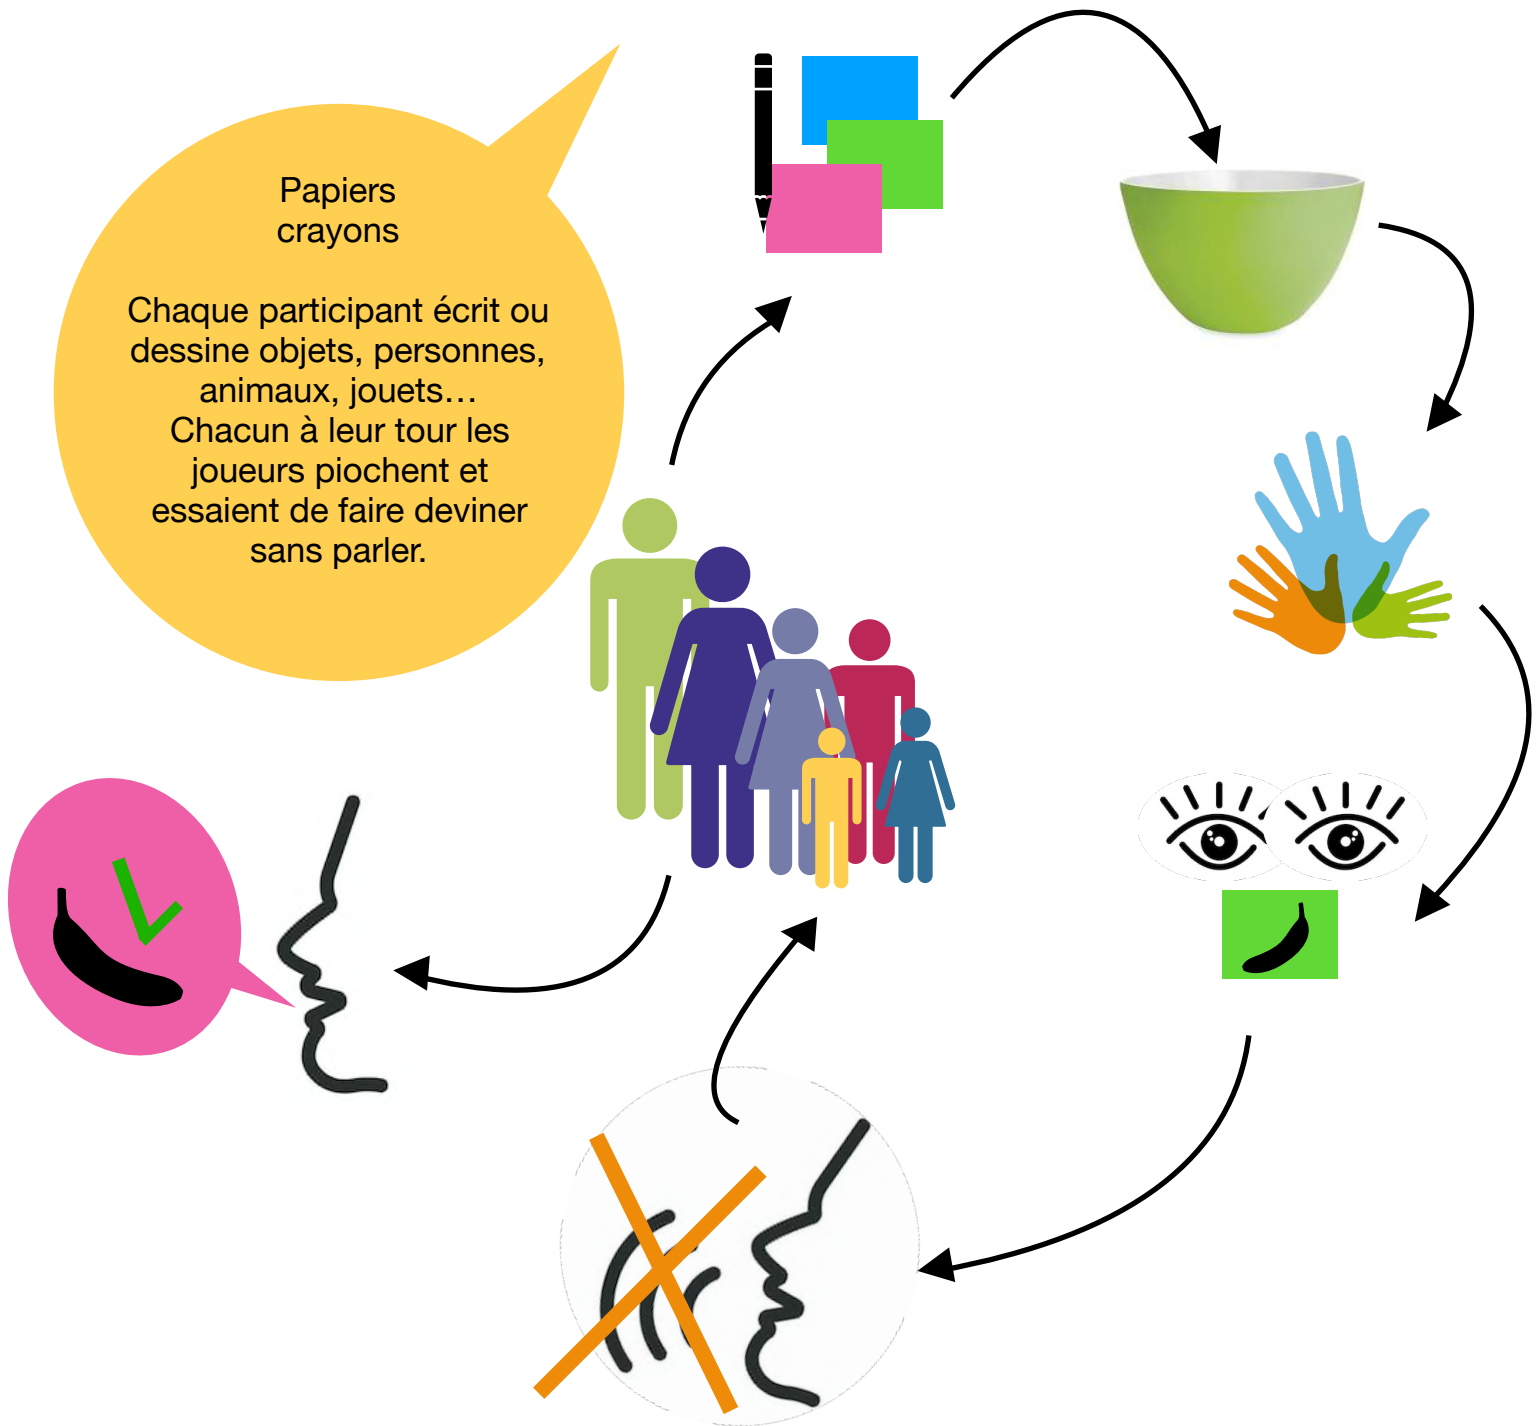 Papiers
crayons
Chaque participant écrit ou
dessine objets, personnes,
animaux, jouets…
Chacun à leur tour les
joueurs piochent et
essaient de faire deviner
sans parler.